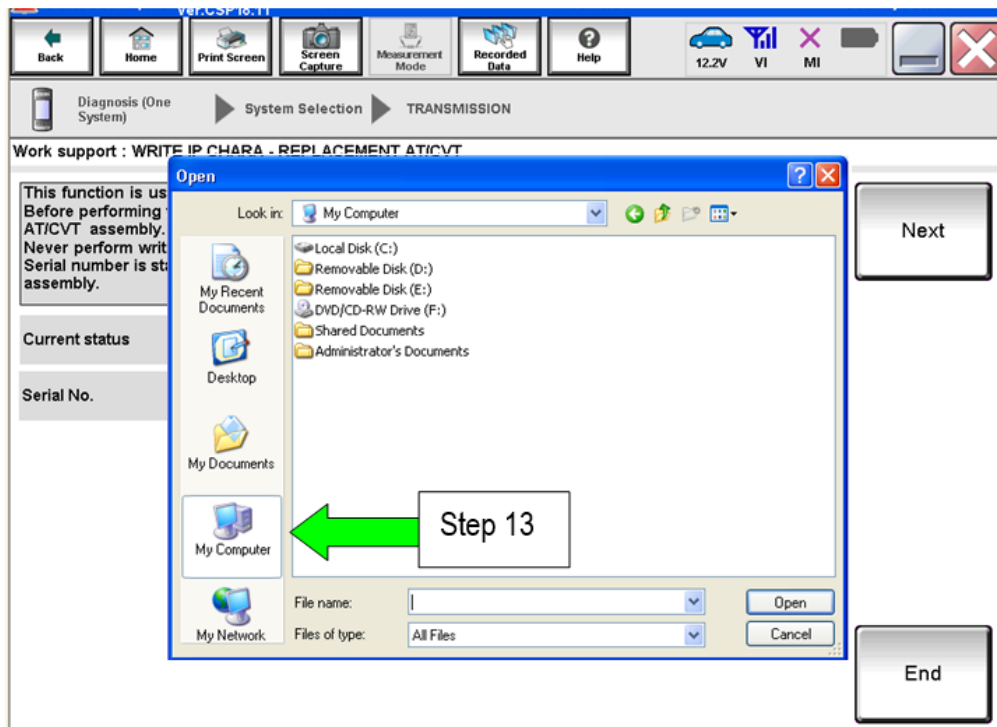 Ver.CSP18.11
Back
Home
Print Screen
Screen
Capture
Measurement
Mode
Recorded
Data
Help
12.2V
VI
MI
Diagnosis (One
System)
System Selection
TRANSMISSION
Work support : WRITE IP CHARA - REPLACEMENT AT/CVT
This function is us
Before performing
AT/CVT assembly.
Never perform writ
Serial number is sta
assembly.
Current status
Serial No.
Open
Look in:
My Computer
My Recent
Documents
Desktop
My Documents
My Computer
My Network
Local Disk (C:)
Removable Disk (D:)
Removable Disk (E:)
DVD/CD-RW Drive (F:)
Shared Documents
Administrator's Documents
Step 13
File name:
Open
Files of type:
All Files
Cancel
Next
End